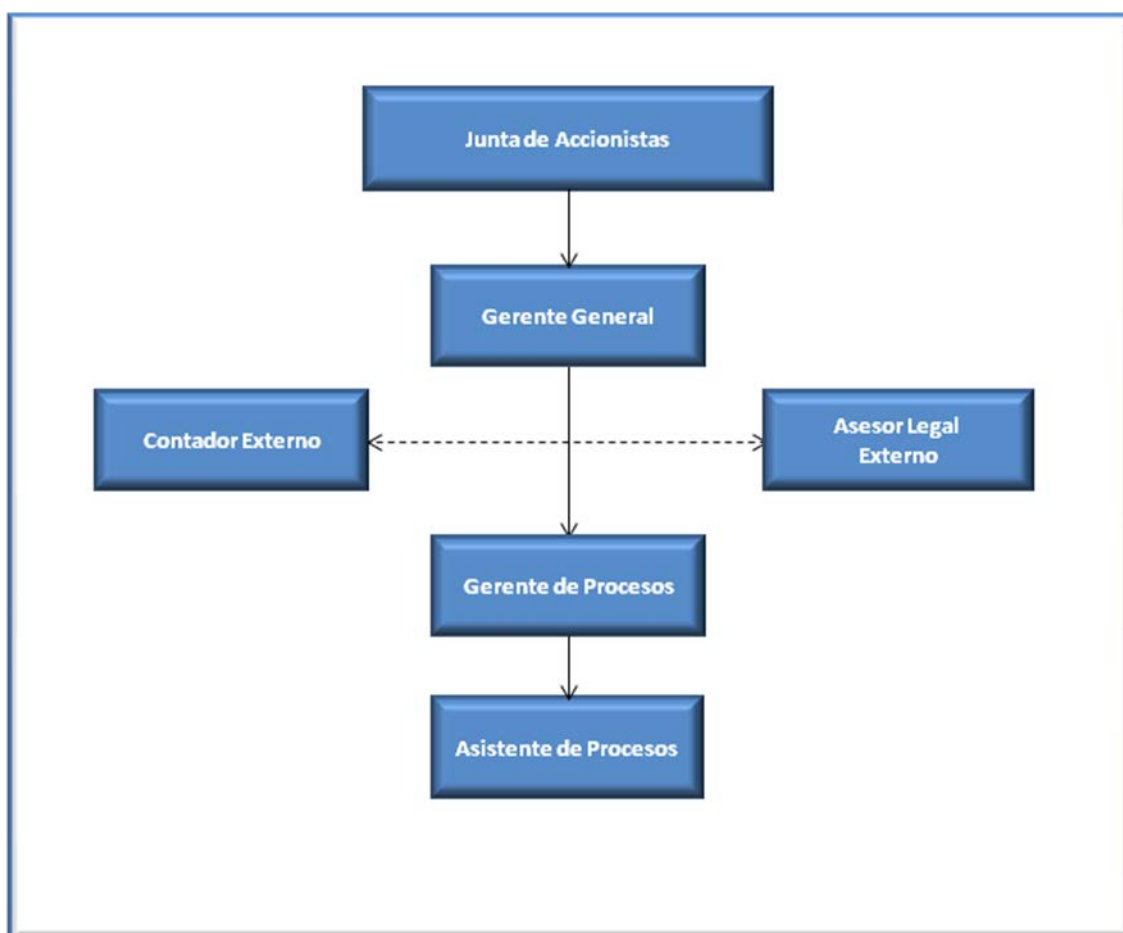 Junta de Accionistas
Gerente General
Contador Externo
Asesor Legal
Externo
Gerente de Procesos
Asistente de Procesos